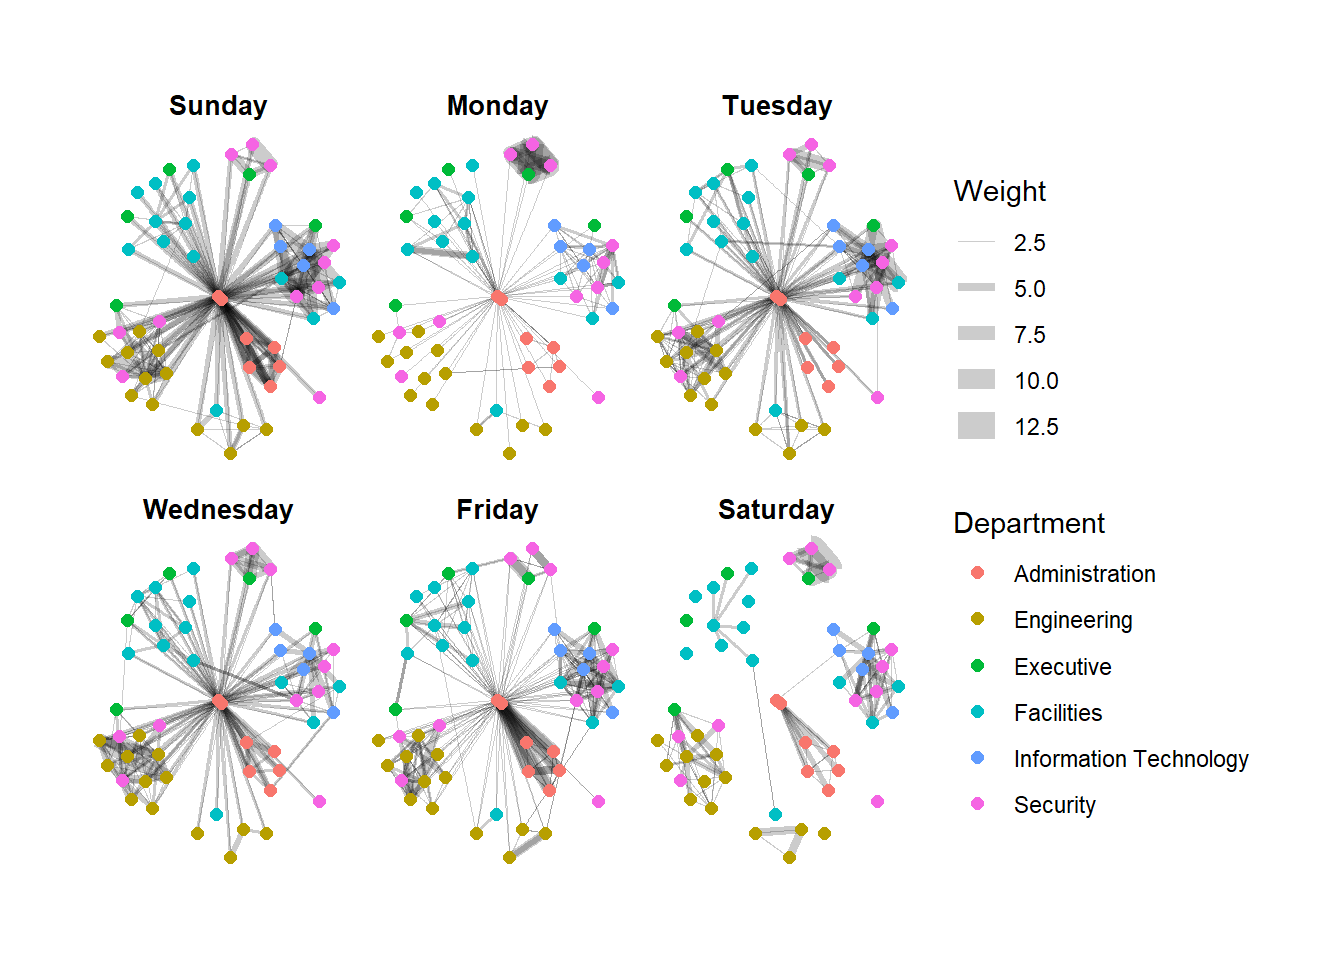 Sunday
Monday
Tuesday
Wednesday
Friday
Saturday
Weight
2.5
5.0
7.5
10.0
12.5
Department
Administration
Engineering
Executive
Facilities
Information Technology
Security